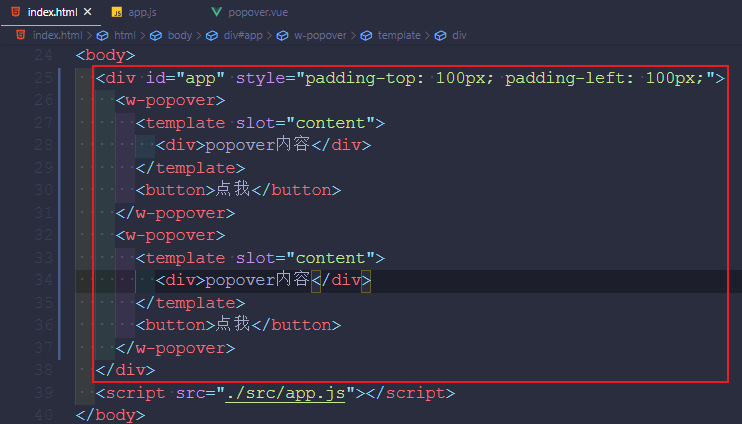 index.html × JS app.js popover.vue
index.html > html > body > div#app > w-popover > template > div
24 <body>
25 <div id="app" style="padding-top: 100px; padding-left: 100px;">
26 <w-popover>
27 <template slot="content">
28 <div>popover内容</div>
29 </template>
30 <button>点我</button>
31 </w-popover>
32 <w-popover>
33 <template slot="content">
34 <div>popover内容</div>
35 </template>
36 <button>点我</button>
37 </w-popover>
38 </div>
39 <script src="./src/app.js"></script>
40 </body>